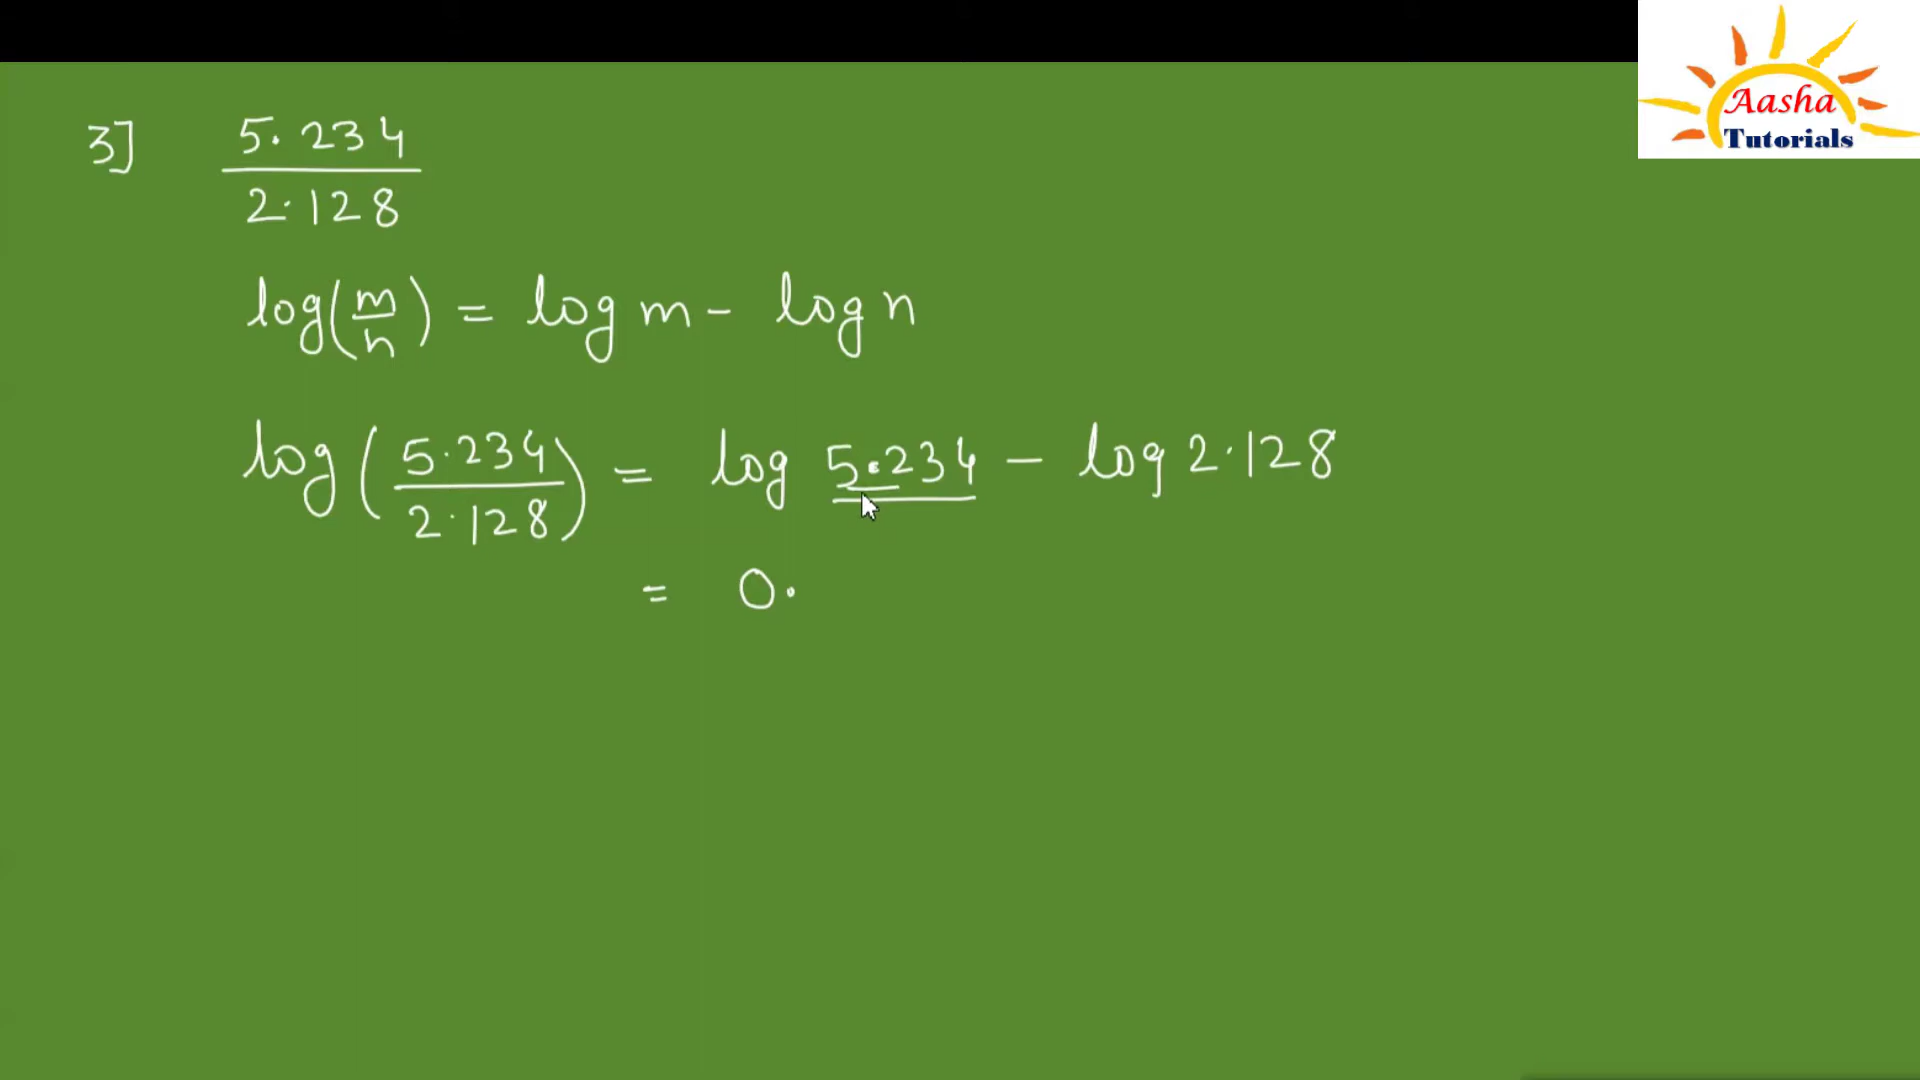 Aasha
Tutorials
3] 5.234 / 2.128
log(m/n) = log m - log n
log(5.234/2.128) = log 5.234 - log 2.128
= 0.